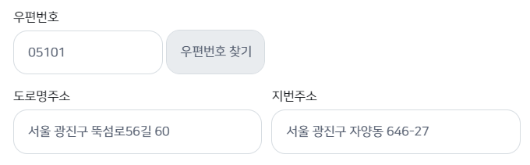 우편번호
05101 우편번호 찾기
도로명주소 지번주소
서울 광진구 뚝섬로56길 60 서울 광진구 자양동 646-27